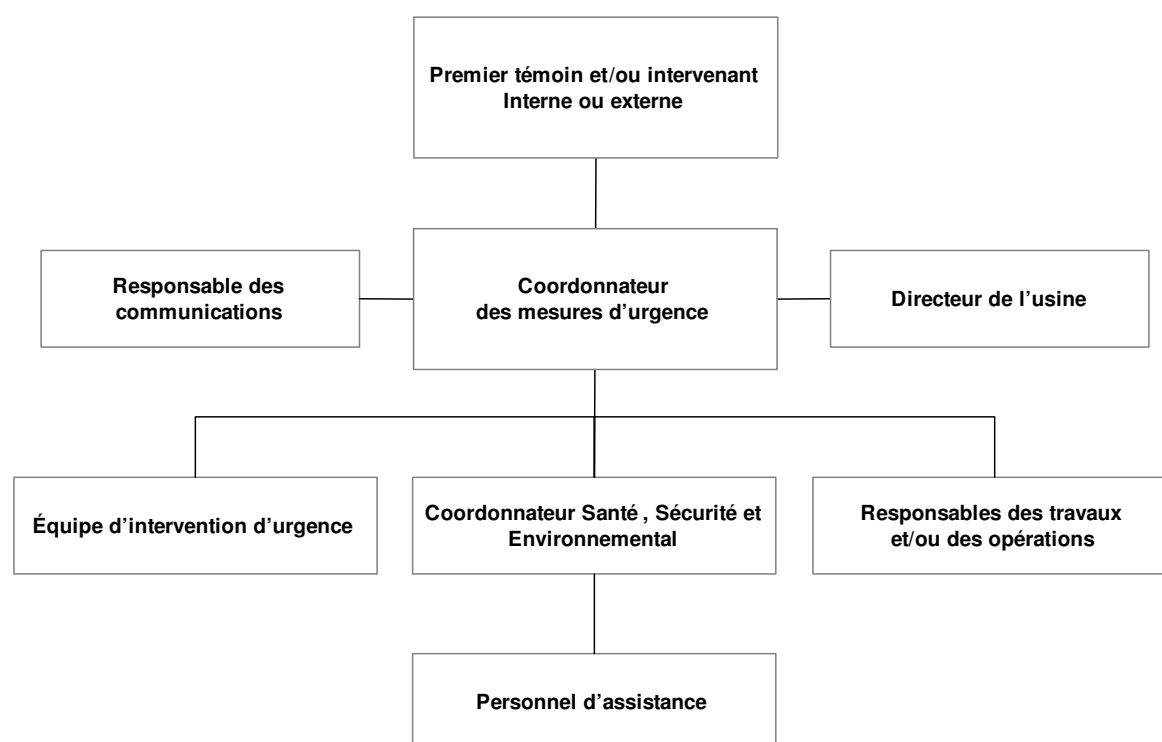 Premier témoin et/ou intervenant
Interne ou externe
Responsable des
communications
Coordonnateur
des mesures d’urgence
Directeur de l’usine
Équipe d’intervention d’urgence
Coordonnateur Santé , Sécurité et
Environnemental
Responsables des travaux
et/ou des opérations
Personnel d’assistance